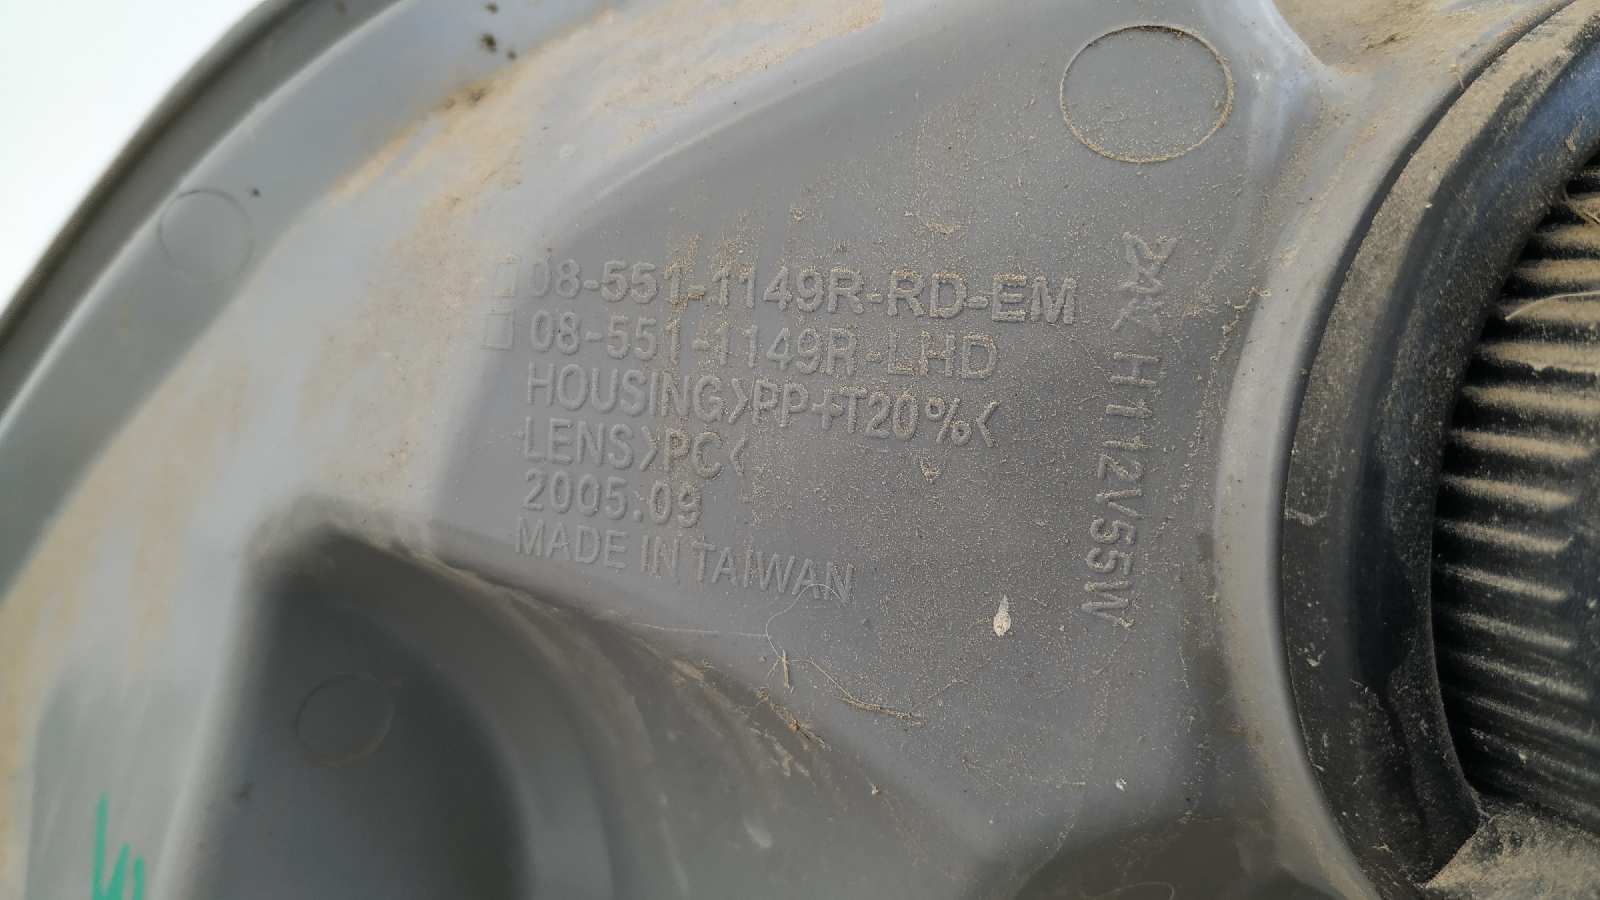 08-551-1149R-RD-EM
08-551-1149R-LHD
HOUSING>PP+T20%<
LENS>PC<
2005.09
MADE IN TAIWAN
H1 12V55W